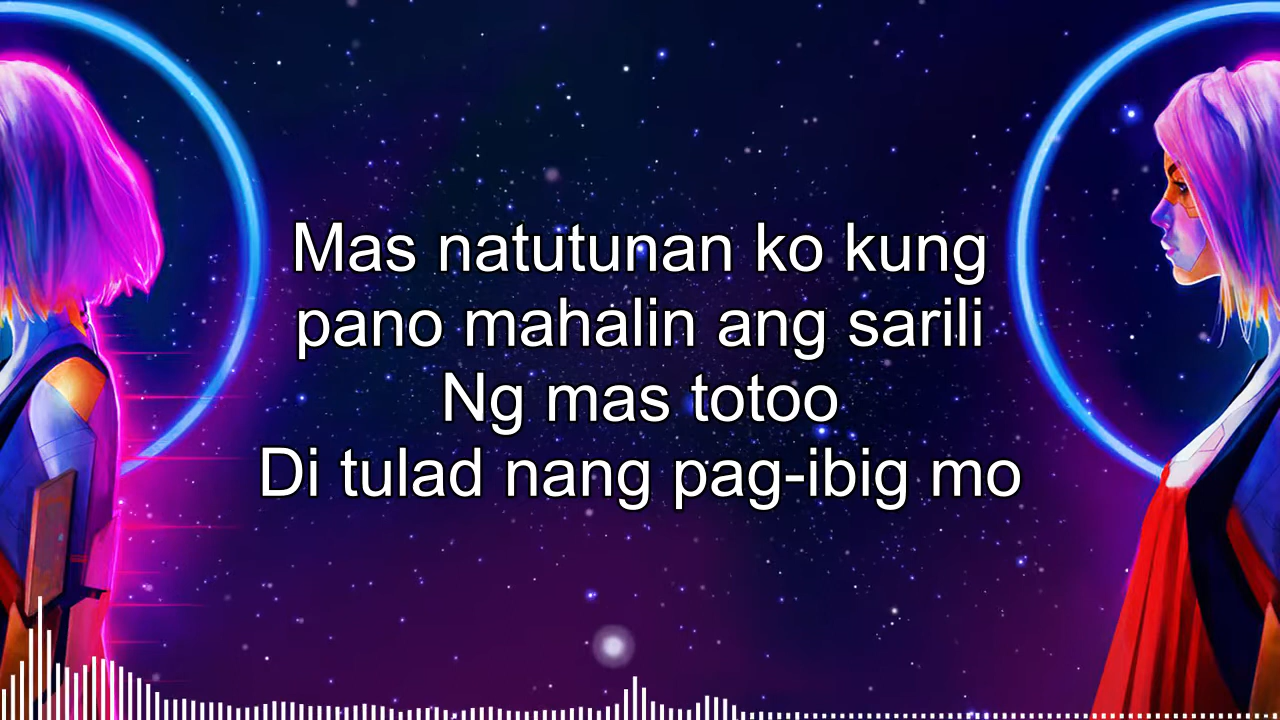 Mas natutunan ko kung
pano mahalin ang sarili
Ng mas totoo
Di tulad nang pag-ibig mo